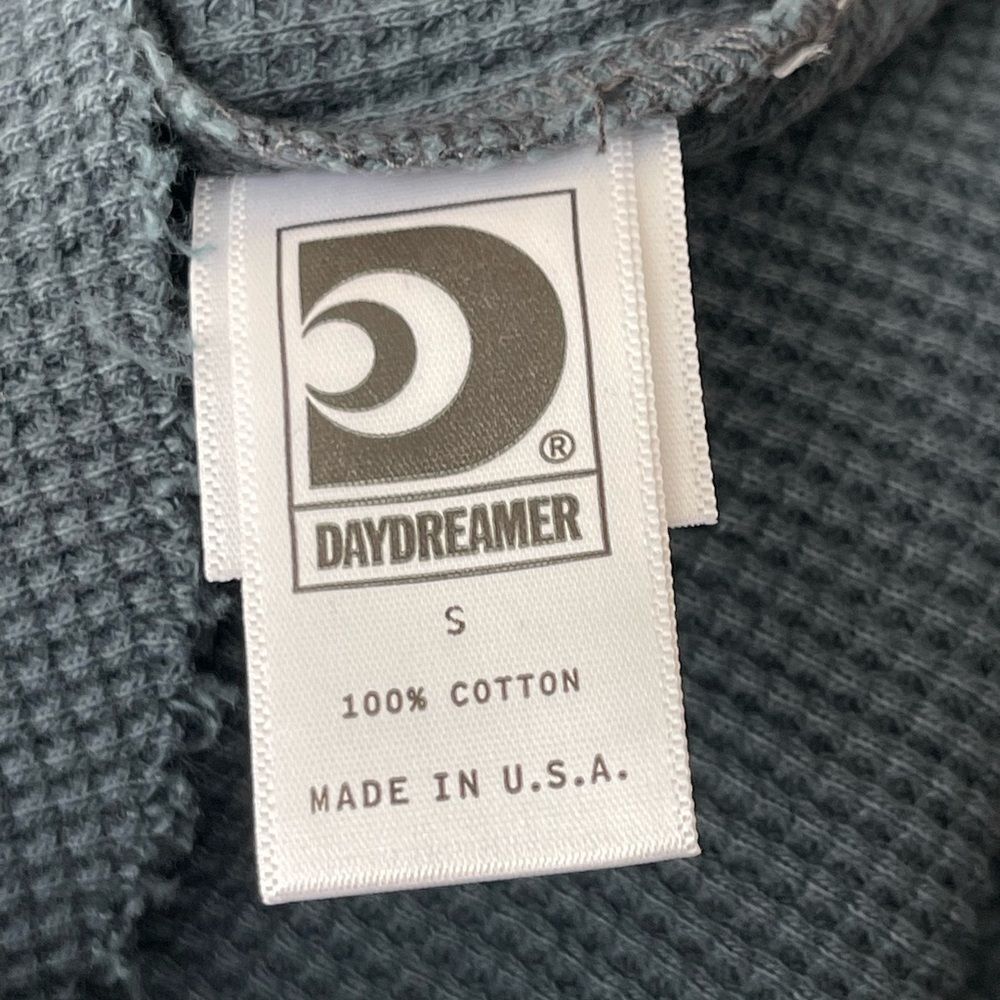 ®
DAYDREAMER
S
100% COTTON
MADE IN U.S.A.